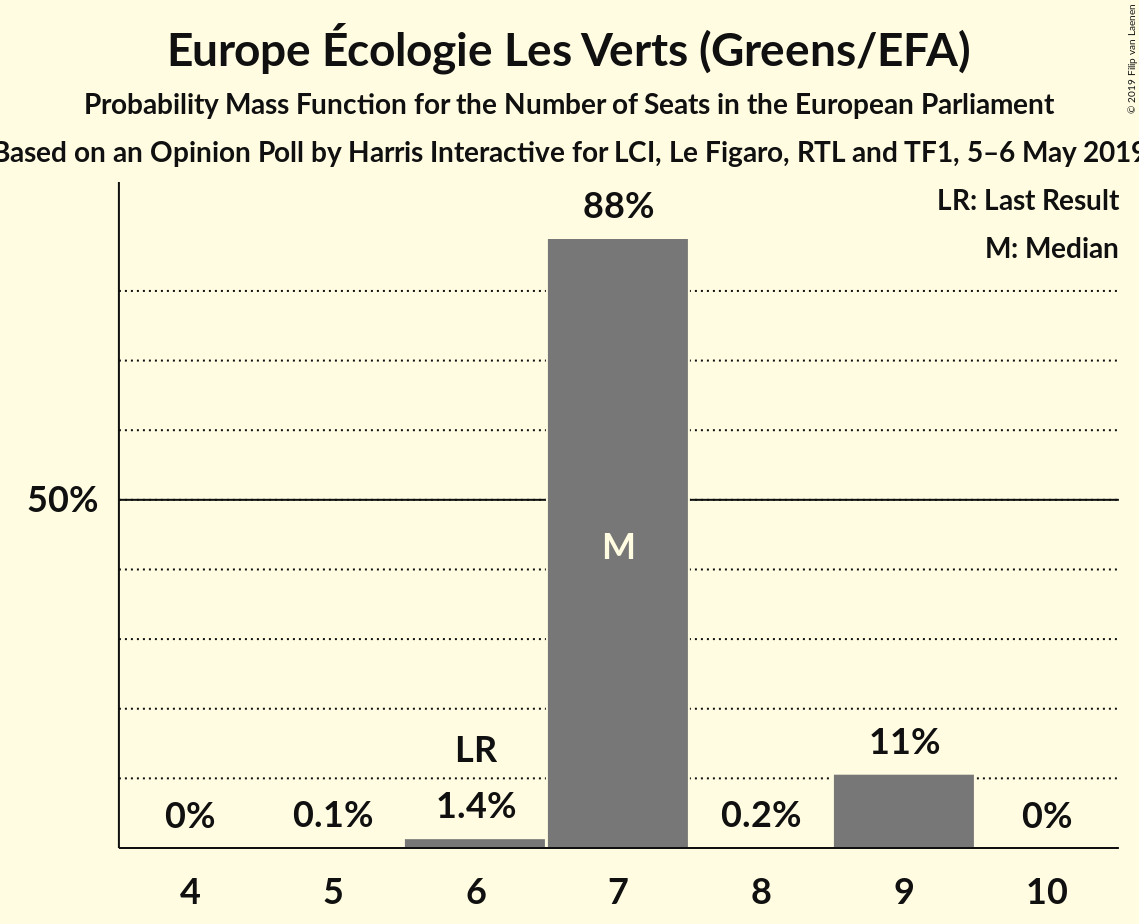 Europe Écologie Les Verts (Greens/EFA)
Probability Mass Function for the Number of Seats in the European Parliament
Based on an Opinion Poll by Harris Interactive for LCI, Le Figaro, RTL and TF1, 5–6 May 2019
© 2019 Filip van Laenen
LR: Last Result
M: Median
88%
50%
M
LR
11%
0%
0.1%
1.4%
0.2%
0%
4 5 6 7 8 9 10